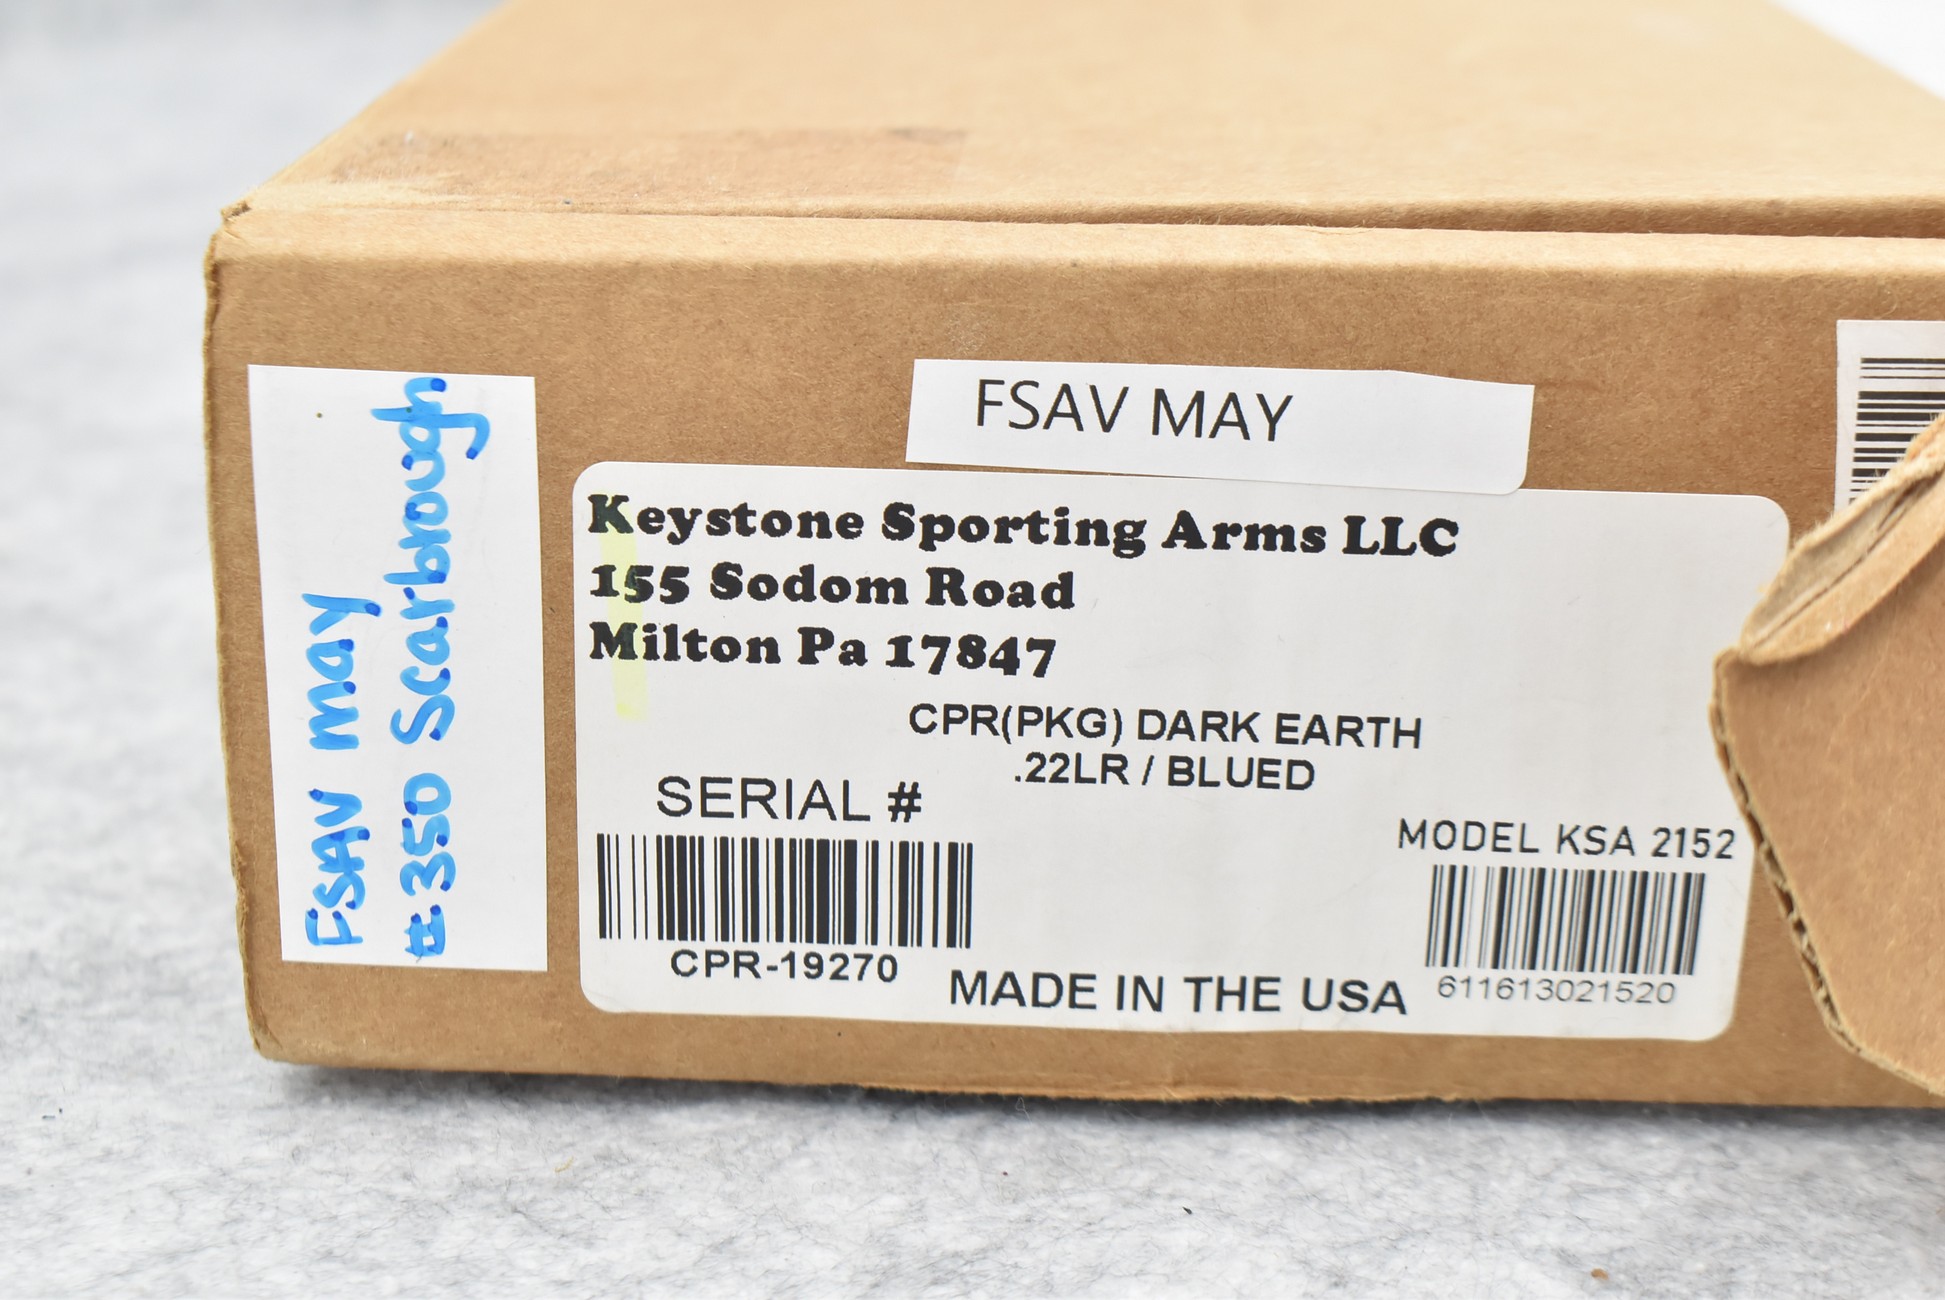 FSAV may
#350 Scarbrough
FSAV MAY
Keystone Sporting Arms LLC
155 Sodom Road
Milton Pa 17847
CPR(PKG) DARK EARTH
.22LR / BLUED
SERIAL #
CPR-19270
MODEL KSA 2152
611613021520
MADE IN THE USA